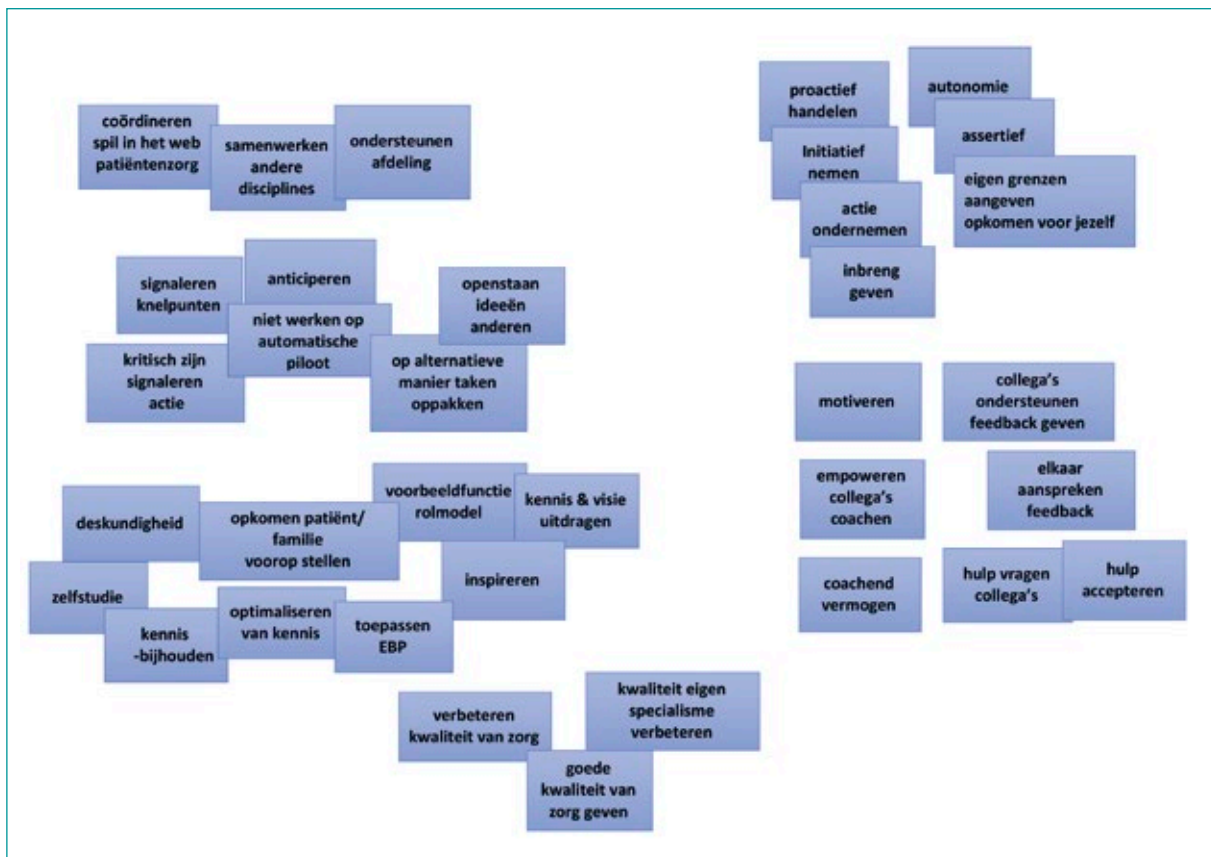 coördineren
spil in het web
patiëntenzorg
samenwerken
andere
disciplines
ondersteunen
afdeling
signaleren
knelpunten
anticiperen
niet werken op
automatische
piloot
kritisch zijn
signaleren
actie
op alternatieve
manier taken
oppakken
openstaan
ideeën
anderen
deskundigheid
opkomen patiënt/
familie
voorop stellen
voorbeeldfunctie
rolmodel
kennis & visie
uitdragen
inspireren
zelfstudie
kennis
-bijhouden
optimaliseren
van kennis
toepassen
EBP
verbeteren
kwaliteit van zorg
kwaliteit eigen
specialisme
verbeteren
goede
kwaliteit van
zorg geven
proactief
handelen
Initiatief
nemen
actie
ondernemen
inbreng
geven
autonomie
assertief
eigen grenzen
aangeven
opkomen voor jezelf
motiveren
collega's
ondersteunen
feedback geven
empoweren
collega's
coachen
elkaar
aanspreken
feedback
coachend
vermogen
hulp vragen
collega's
hulp
accepteren